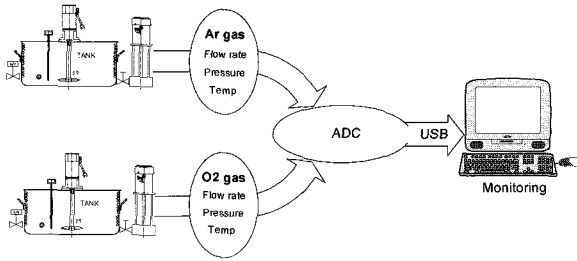 TANK
Ar gas
Flow rate
Pressure
Temp
ADC
USB
Monitoring
TANK
O2 gas
Flow rate
Pressure
Temp